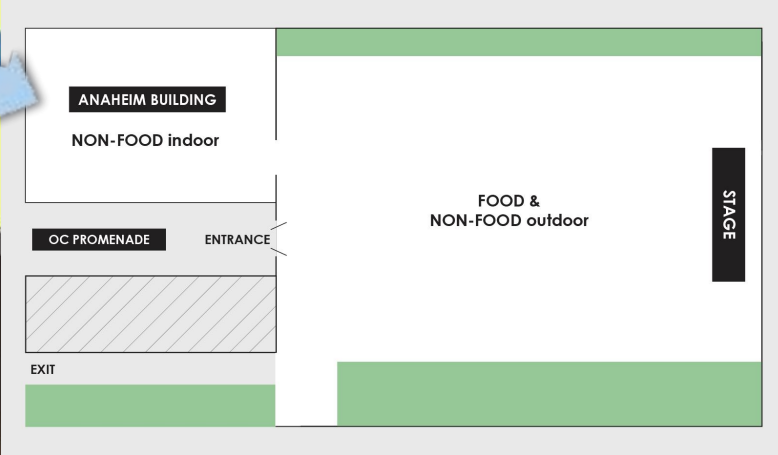 ANAHEIM BUILDING
NON-FOOD indoor
FOOD &
NON-FOOD outdoor
STAGE
OC PROMENADE
ENTRANCE
EXIT